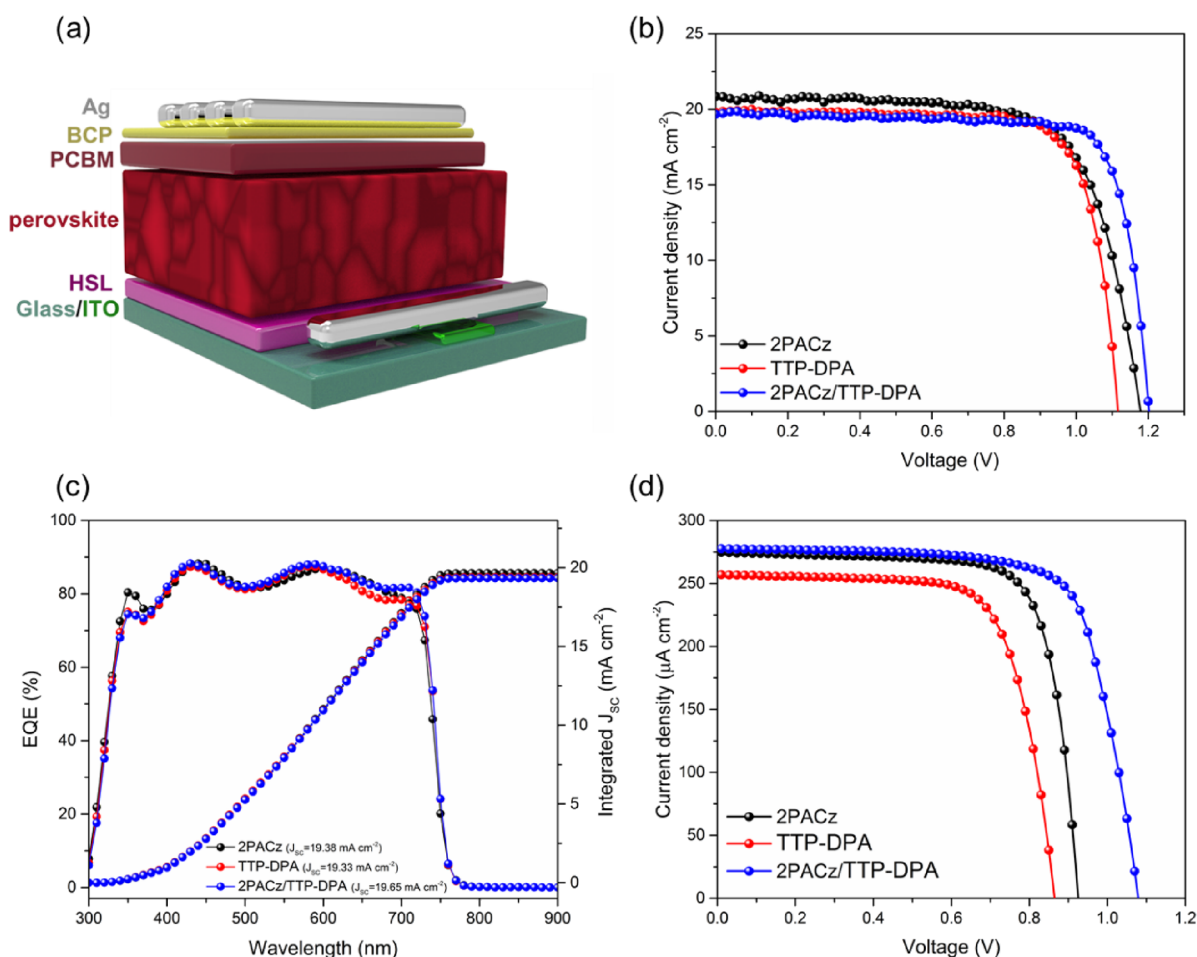 (a)
Ag
BCP
PCBM
perovskite
HSL
Glass/ITO
(b)
Current density (mA cm-2)
25
20
15
10
5
0
2PACz
TTP-DPA
2PACz/TTP-DPA
0.0 0.2 0.4 0.6 0.8 1.0 1.2
Voltage (V)
(c)
EQE (%)
100
80
60
40
20
0
20
15
10
5
0
Integrated JSC (mA cm-2)
2PACz (JSC=19.38 mA cm-2)
TTP-DPA (JSC=19.33 mA cm-2)
2PACz/TTP-DPA (JSC=19.65 mA cm-2)
300 400 500 600 700 800 900
Wavelength (nm)
(d)
Current density (μA cm-2)
300
250
200
150
100
50
0
2PACz
TTP-DPA
2PACz/TTP-DPA
0.0 0.2 0.4 0.6 0.8 1.0 1.2
Voltage (V)